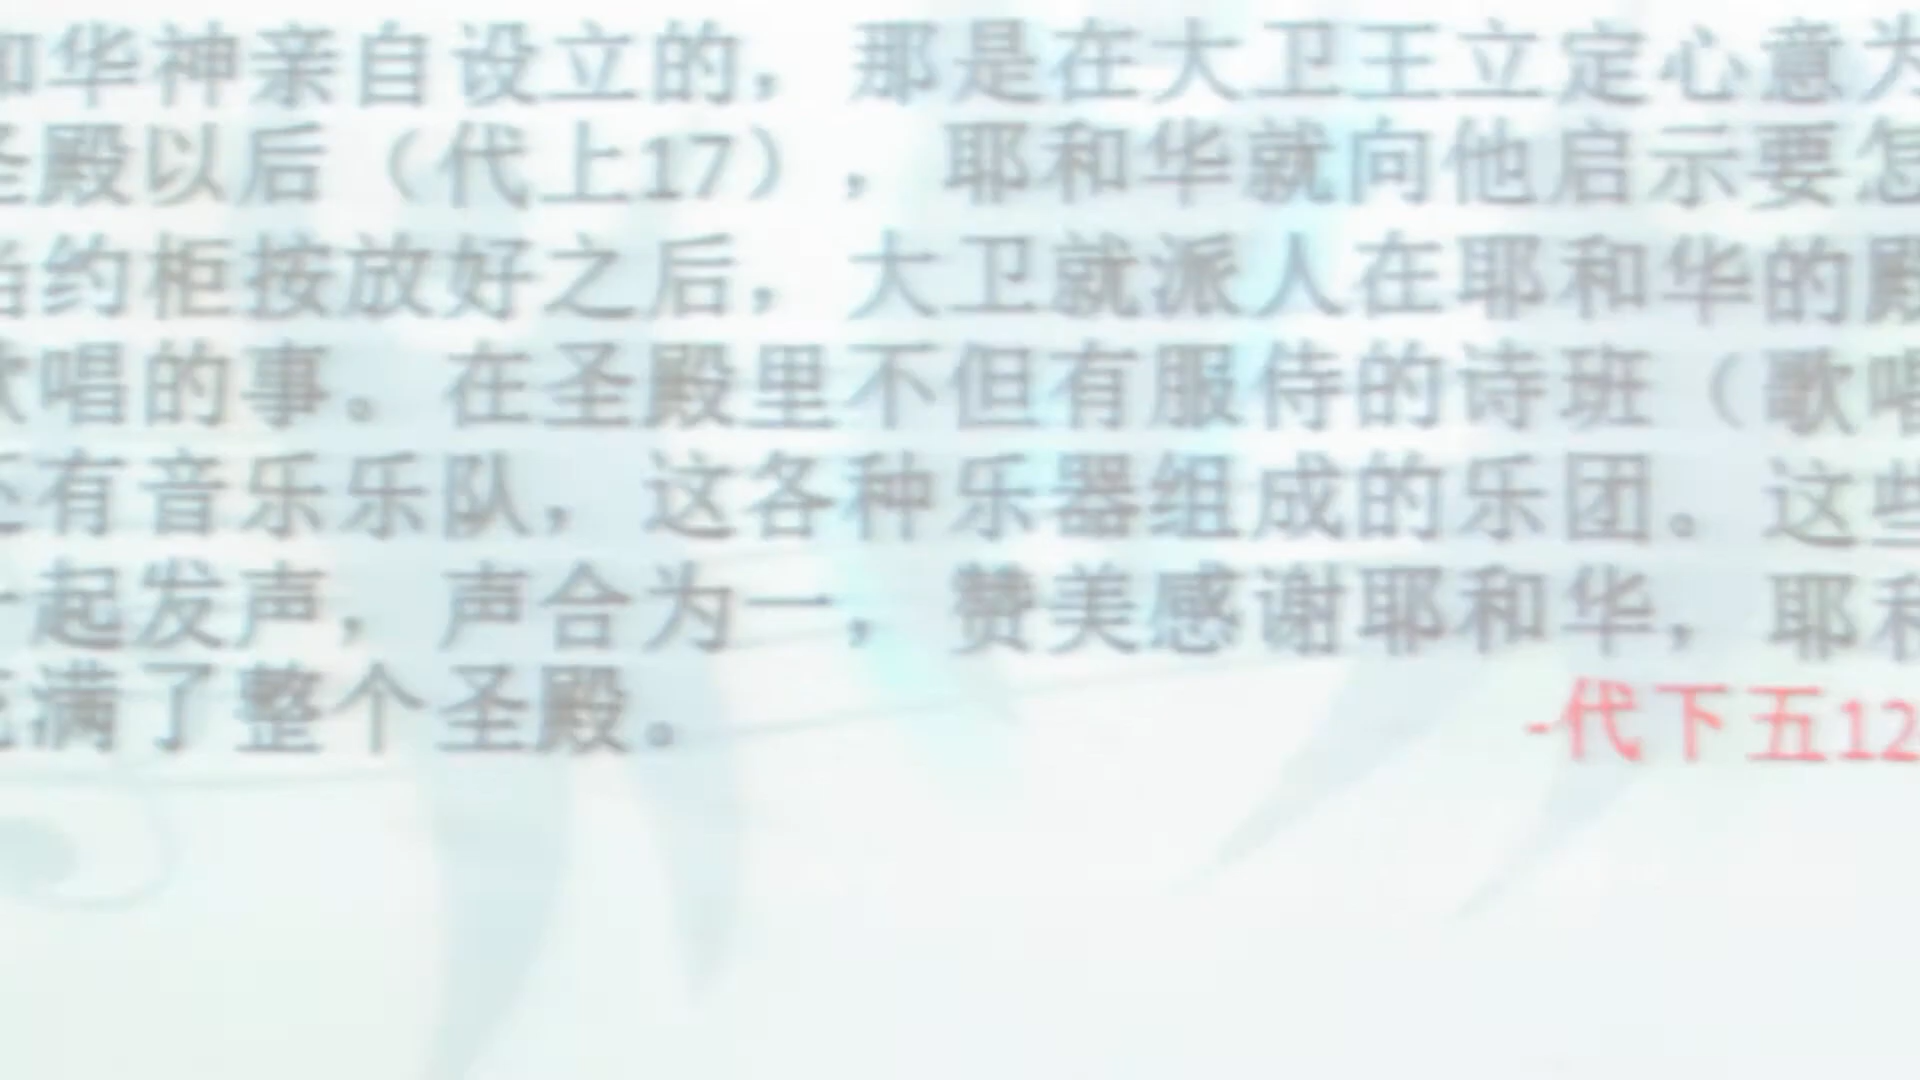 和华神亲自设立的，那是在大卫王立定心意为
圣殿以后（代上17），耶和华就向他启示要怎
当约柜按放好之后，大卫就派人在耶和华的殿
歌唱的事。在圣殿里不但有服侍的诗班（歌唱
还有音乐乐队，这各种乐器组成的乐团。这些
一起发声，声合为一，赞美感谢耶和华，耶和
充满了整个圣殿。
-代下五12